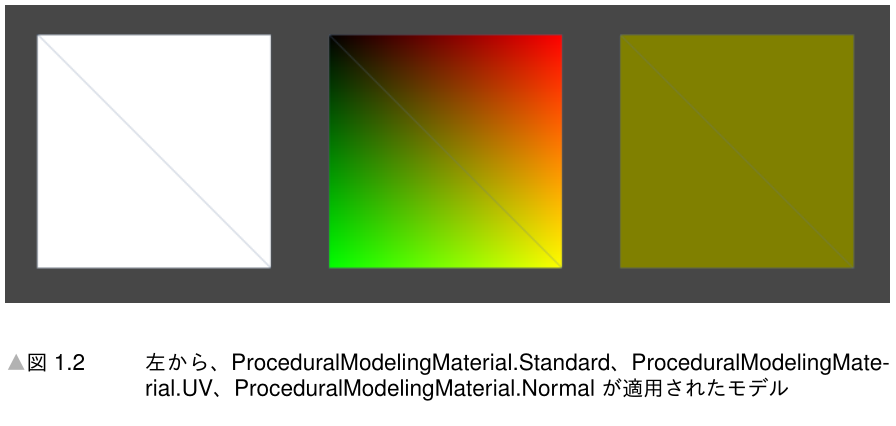 ▲図 1.2 左から、ProceduralModelingMaterial.Standard、ProceduralModelingMate-
rial.UV、ProceduralModelingMaterial.Normal が適用されたモデル